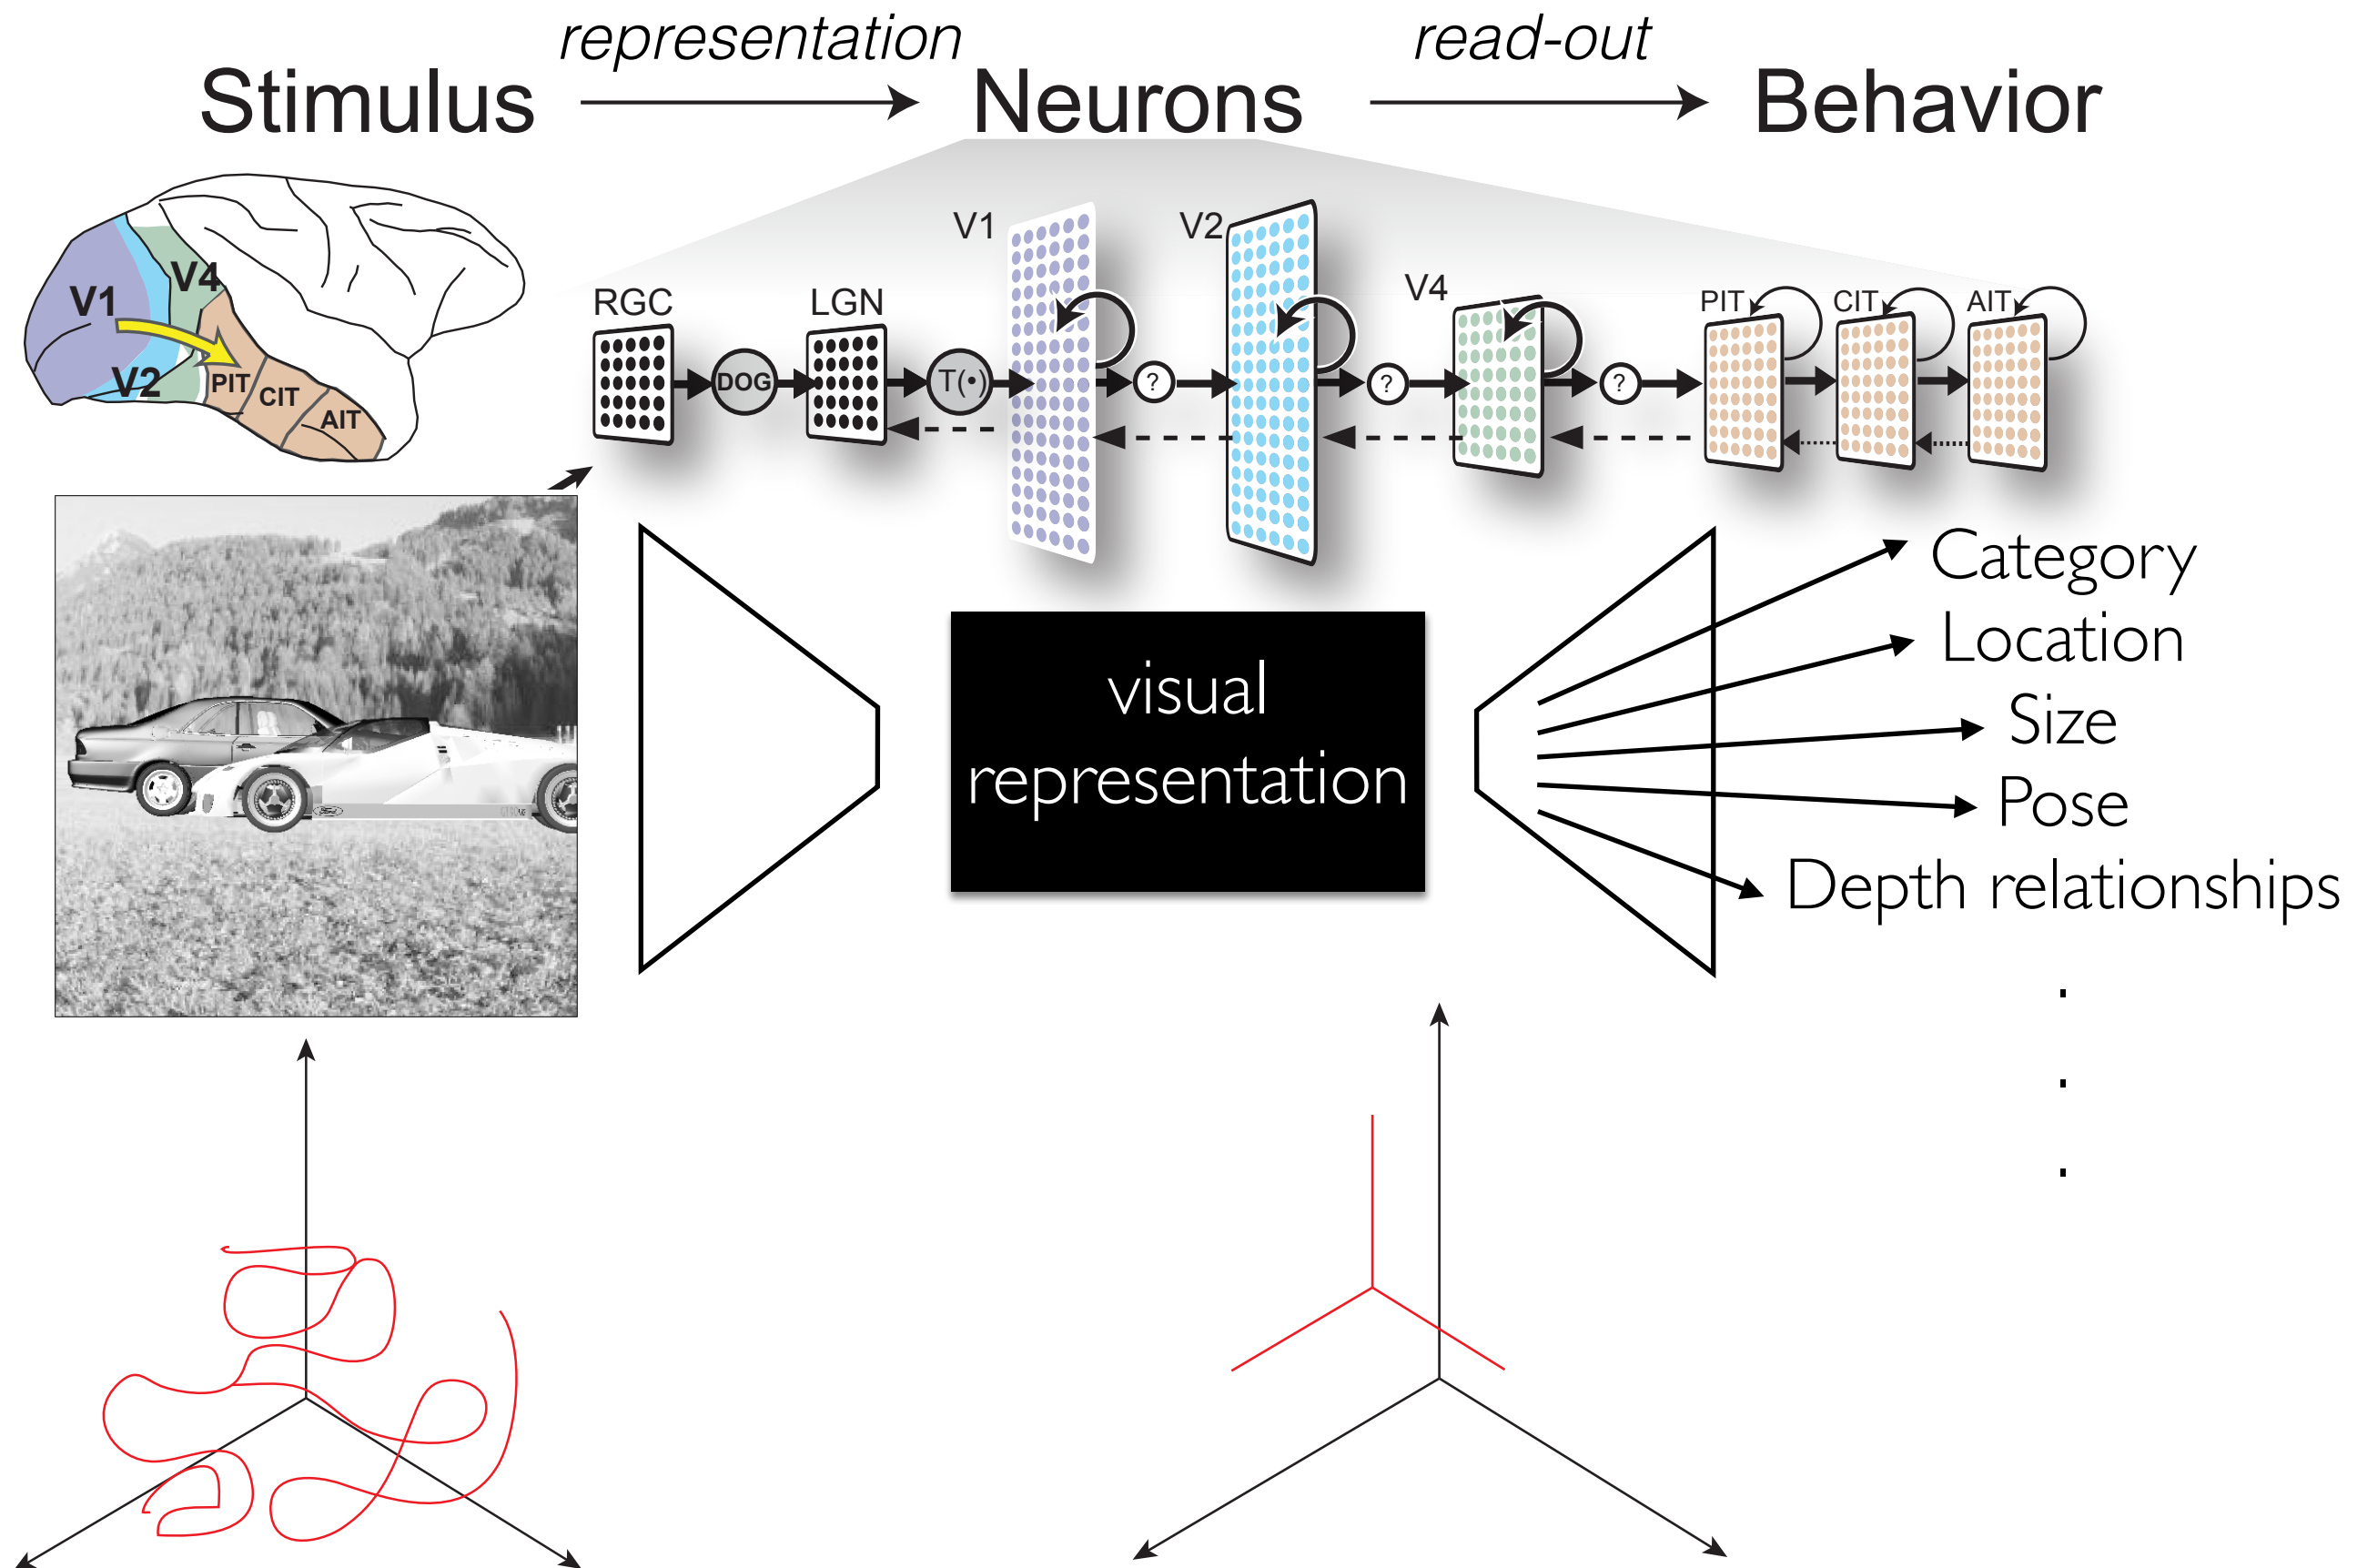 representation
read-out
Stimulus
Neurons
Behavior
V1
V2
V4
PIT
CIT
AIT
RGC
DOG
LGN
T(•)
V1
?
V2
?
V4
?
PIT
CIT
AIT
visual
representation
Category
Location
Size
Pose
Depth relationships
.
.
.